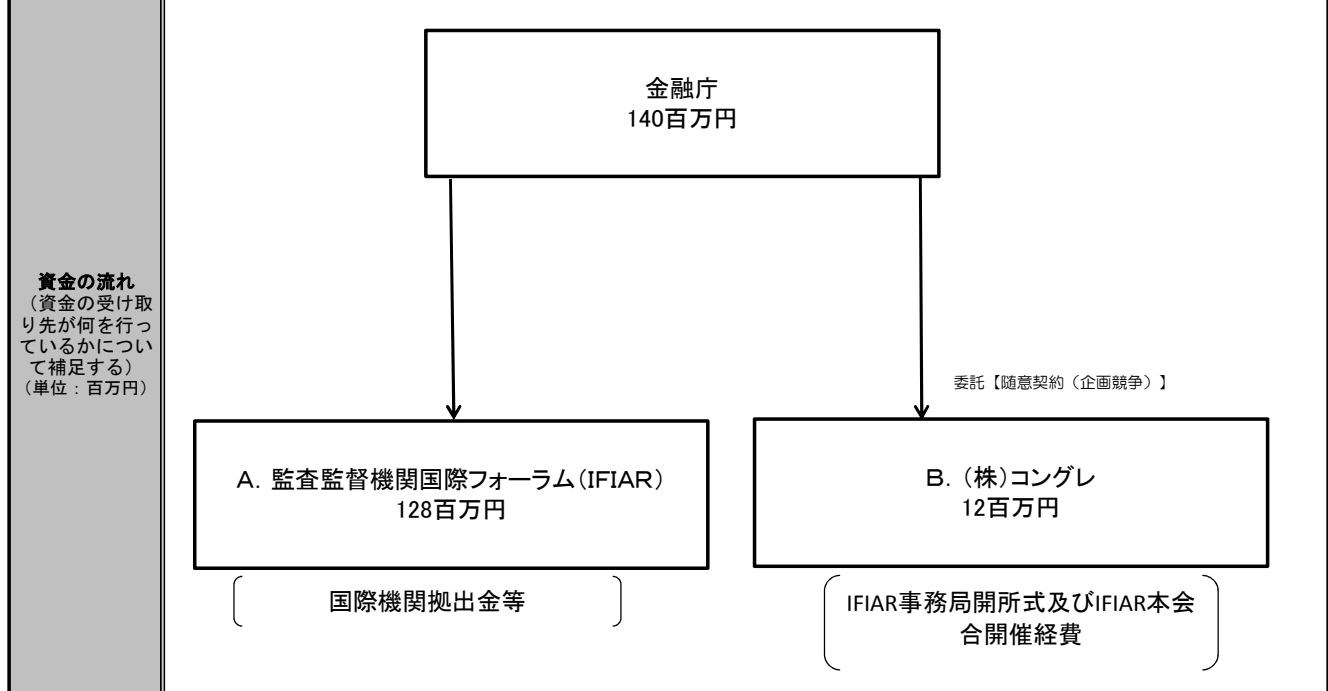 資金の流れ
（資金の受け取
り先が何を行っ
ているかについ
て補足する）
（単位：百万円）
金融庁
140百万円
委託【随意契約（企画競争）】
A．監査監督機関国際フォーラム（IFIAR）
128百万円
国際機関拠出金等
B．（株）コングレ
12百万円
IFIAR事務局開所式及びIFIAR本会
合開催経費